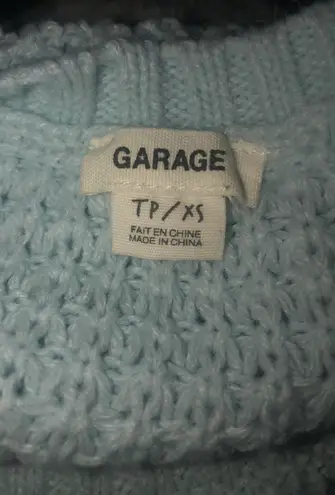 GARAGE
TP/XS
FAIT EN CHINE
MADE IN CHINA